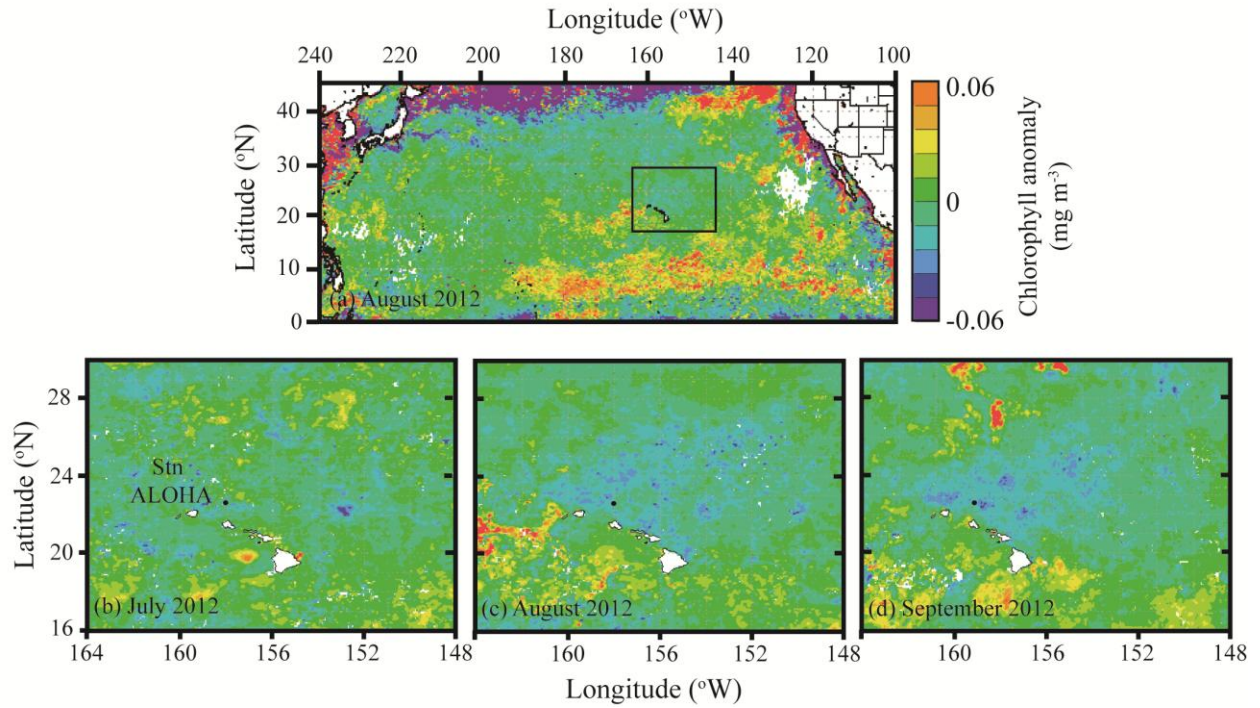 Longitude (°W)
240 220 200 180 160 140 120 100
Latitude (°N)
40
30
20
10
0
(a) August 2012
0.06
0
-0.06
Chlorophyll anomaly
(mg m⁻³)
Latitude (°N)
28
24
20
16
Stn
ALOHA
(b) July 2012
(c) August 2012
(d) September 2012
164 160 156 152 148
160 156 152 148
160 156 152 148
Longitude (°W)